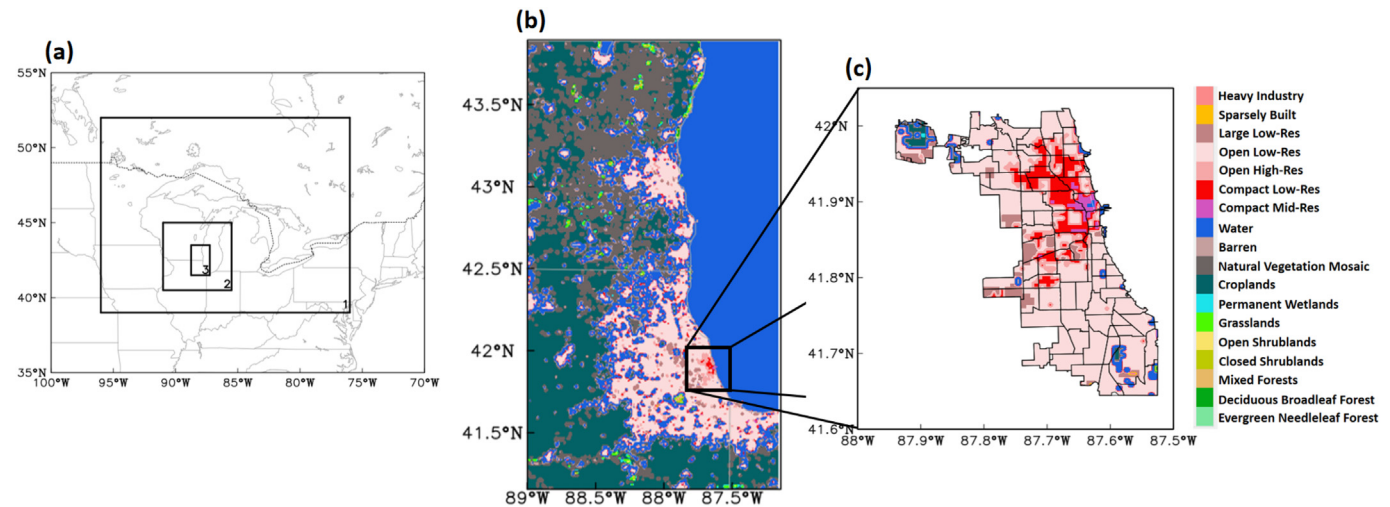 (a)
55°N
50°N
45°N
40°N
35°N
100°W 95°W 90°W 85°W 80°W 75°W 70°W
1
2
3
(b)
43.5°N
43°N
42.5°N
42°N
41.5°N
89°W 88.5°W 88°W 87.5°W
(c)
42°N
41.9°N
41.8°N
41.7°N
41.6°N
88°W 87.9°W 87.8°W 87.7°W 87.6°W 87.5°W
Heavy Industry
Sparsely Built
Large Low-Res
Open Low-Res
Open High-Res
Compact Low-Res
Compact Mid-Res
Water
Barren
Natural Vegetation Mosaic
Croplands
Permanent Wetlands
Grasslands
Open Shrublands
Closed Shrublands
Mixed Forests
Deciduous Broadleaf Forest
Evergreen Needleleaf Forest